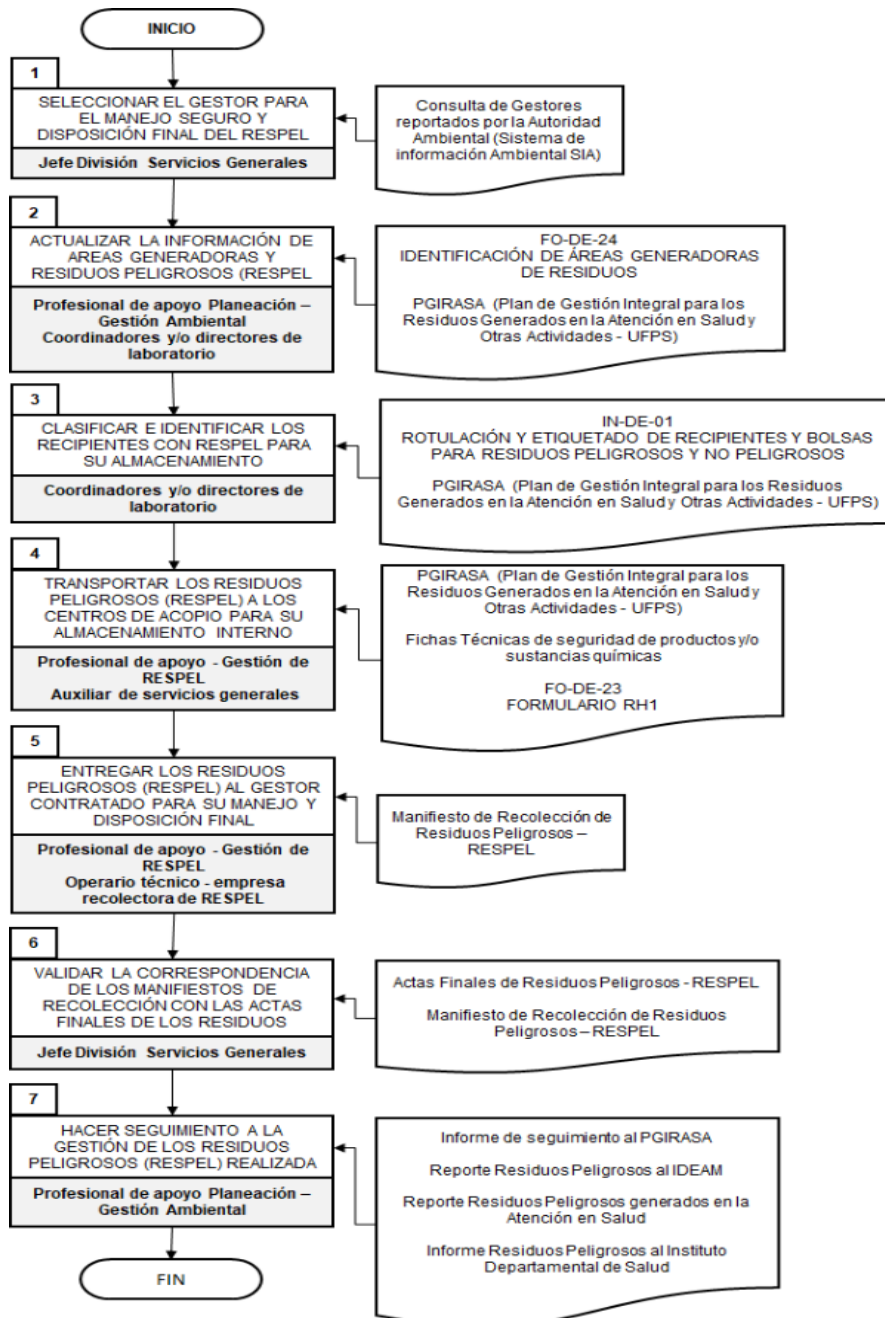 INICIO
1
SELECCIONAR EL GESTOR PARA
EL MANEJO SEGURO Y
DISPOSICIÓN FINAL DEL RESPEL
Jefe División Servicios Generales
Consulta de Gestores
reportados por la Autoridad
Ambiental (Sistema de
información Ambiental SIA)
2
ACTUALIZAR LA INFORMACIÓN DE
AREAS GENERADORAS Y
RESIDUOS PELIGROSOS (RESPEL
Profesional de apoyo Planeación –
Gestión Ambiental
Coordinadores y/o directores de
laboratorio
FO-DE-24
IDENTIFICACIÓN DE ÁREAS GENERADORAS
DE RESIDUOS
PGIRASA (Plan de Gestión Integral para los
Residuos Generados en la Atención en Salud y
Otras Actividades - UFPS)
3
CLASIFICAR E IDENTIFICAR LOS
RECIPIENTES CON RESPEL PARA
SU ALMACENAMIENTO
Coordinadores y/o directores de
laboratorio
IN-DE-01
ROTULACIÓN Y ETIQUETADO DE RECIPIENTES Y BOLSAS
PARA RESIDUOS PELIGROSOS Y NO PELIGROSOS
PGIRASA (Plan de Gestión Integral para los Residuos
Generados en la Atención en Salud y Otras Actividades - UFPS)
4
TRANSPORTAR LOS RESIDUOS
PELIGROSOS (RESPEL) A LOS
CENTROS DE ACOPIO PARA SU
ALMACENAMIENTO INTERNO
Profesional de apoyo - Gestión de
RESPEL
Auxiliar de servicios generales
PGIRASA (Plan de Gestión Integral para los
Residuos Generados en la Atención en Salud y
Otras Actividades - UFPS)
Fichas Técnicas de seguridad de productos y/o
sustancias químicas
FO-DE-23
FORMULARIO RH1
5
ENTREGAR LOS RESIDUOS
PELIGROSOS (RESPEL) AL GESTOR
CONTRATADO PARA SU MANEJO Y
DISPOSICIÓN FINAL
Profesional de apoyo - Gestión de
RESPEL
Operario técnico - empresa
recolectora de RESPEL
Manifiesto de Recolección de
Residuos Peligrosos –
RESPEL
6
VALIDAR LA CORRESPONDENCIA
DE LOS MANIFIESTOS DE
RECOLECCIÓN CON LAS ACTAS
FINALES DE LOS RESIDUOS
Jefe División Servicios Generales
Actas Finales de Residuos Peligrosos - RESPEL
Manifiesto de Recolección de Residuos
Peligrosos – RESPEL
7
HACER SEGUIMIENTO A LA
GESTIÓN DE LOS RESIDUOS
PELIGROSOS (RESPEL) REALIZADA
Profesional de apoyo Planeación –
Gestión Ambiental
Informe de seguimiento al PGIRASA
Reporte Residuos Peligrosos al IDEAM
Reporte Residuos Peligrosos generados en la
Atención en Salud
Informe Residuos Peligrosos al Instituto
Departamental de Salud
FIN